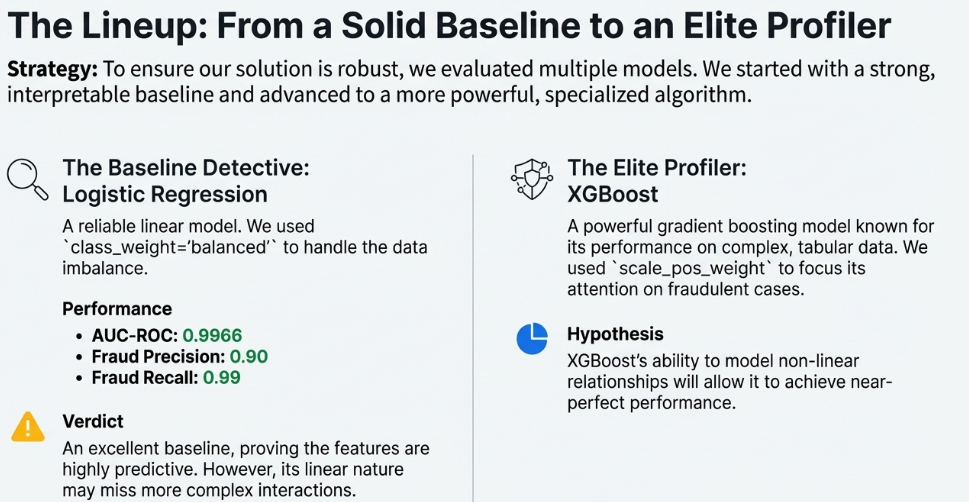 The Lineup: From a Solid Baseline to an Elite Profiler
Strategy: To ensure our solution is robust, we evaluated multiple models. We started with a strong,
interpretable baseline and advanced to a more powerful, specialized algorithm.
The Baseline Detective:
Logistic Regression
A reliable linear model. We used
`class_weight=‘balanced’` to handle the data
imbalance.
Performance
• AUC-ROC: 0.9966
• Fraud Precision: 0.90
• Fraud Recall: 0.99
Verdict
An excellent baseline, proving the features are
highly predictive. However, its linear nature
may miss more complex interactions.
The Elite Profiler:
XGBoost
A powerful gradient boosting model known for
its performance on complex, tabular data. We
used `scale_pos_weight` to focus its
attention on fraudulent cases.
Hypothesis
XGBoost’s ability to model non-linear
relationships will allow it to achieve near-
perfect performance.